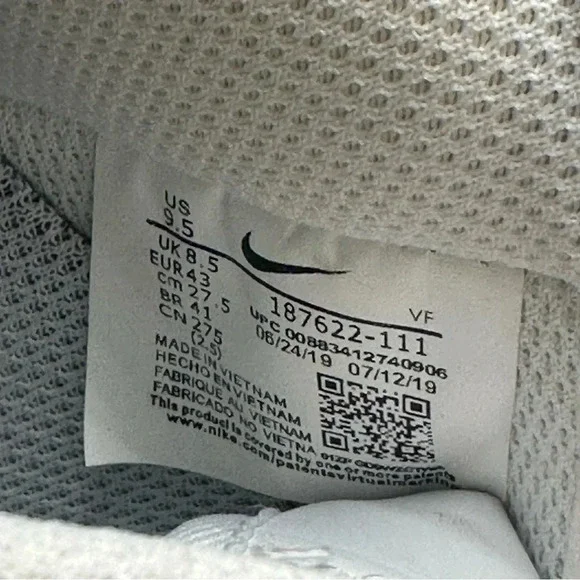 US
9.5
UK 8.5
EUR 43
cm 27.5
BR 41
CN 275
(2.5)
VF
187622-111
UPC 00883412740906
06/24/19 07/12/19
MADE IN VIETNAM
HECHO EN VIETNAM
FABRIQUE AU VIETNAM
FABRICADO NO VIETNA
This product is covered by one or more patents
www.nike.com/patentsvirtualmarking